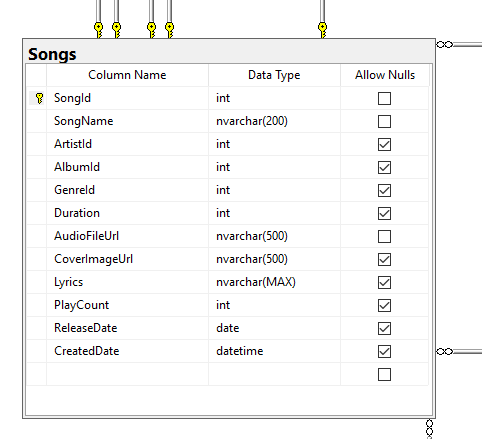 Songs
Column Name Data Type Allow Nulls
SongId int
SongName nvarchar(200)
ArtistId int
AlbumId int
GenreId int
Duration int
AudioFileUrl nvarchar(500)
CoverImageUrl nvarchar(500)
Lyrics nvarchar(MAX)
PlayCount int
ReleaseDate date
CreatedDate datetime